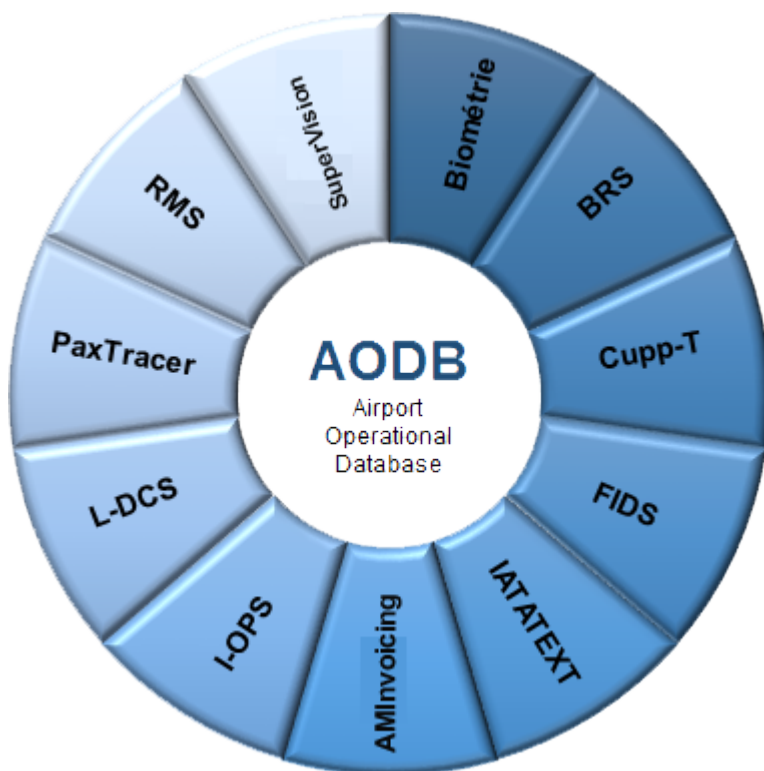 AODB
Airport
Operational
Database
Biométrie
BRS
Cupp-T
FIDS
IATATEXT
AMInvoicing
I-OPS
L-DCS
PaxTracer
RMS
SuperVision